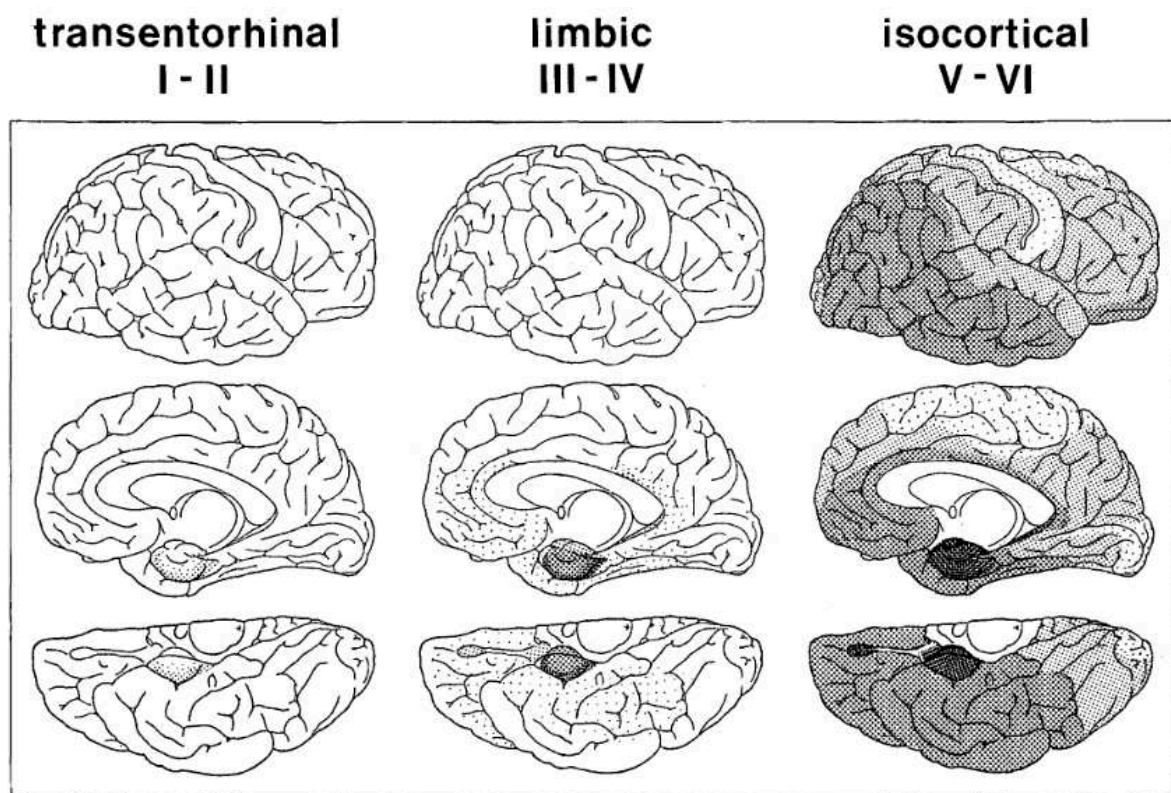 transentorhinal
I - II
limbic
III - IV
isocortical
V - VI